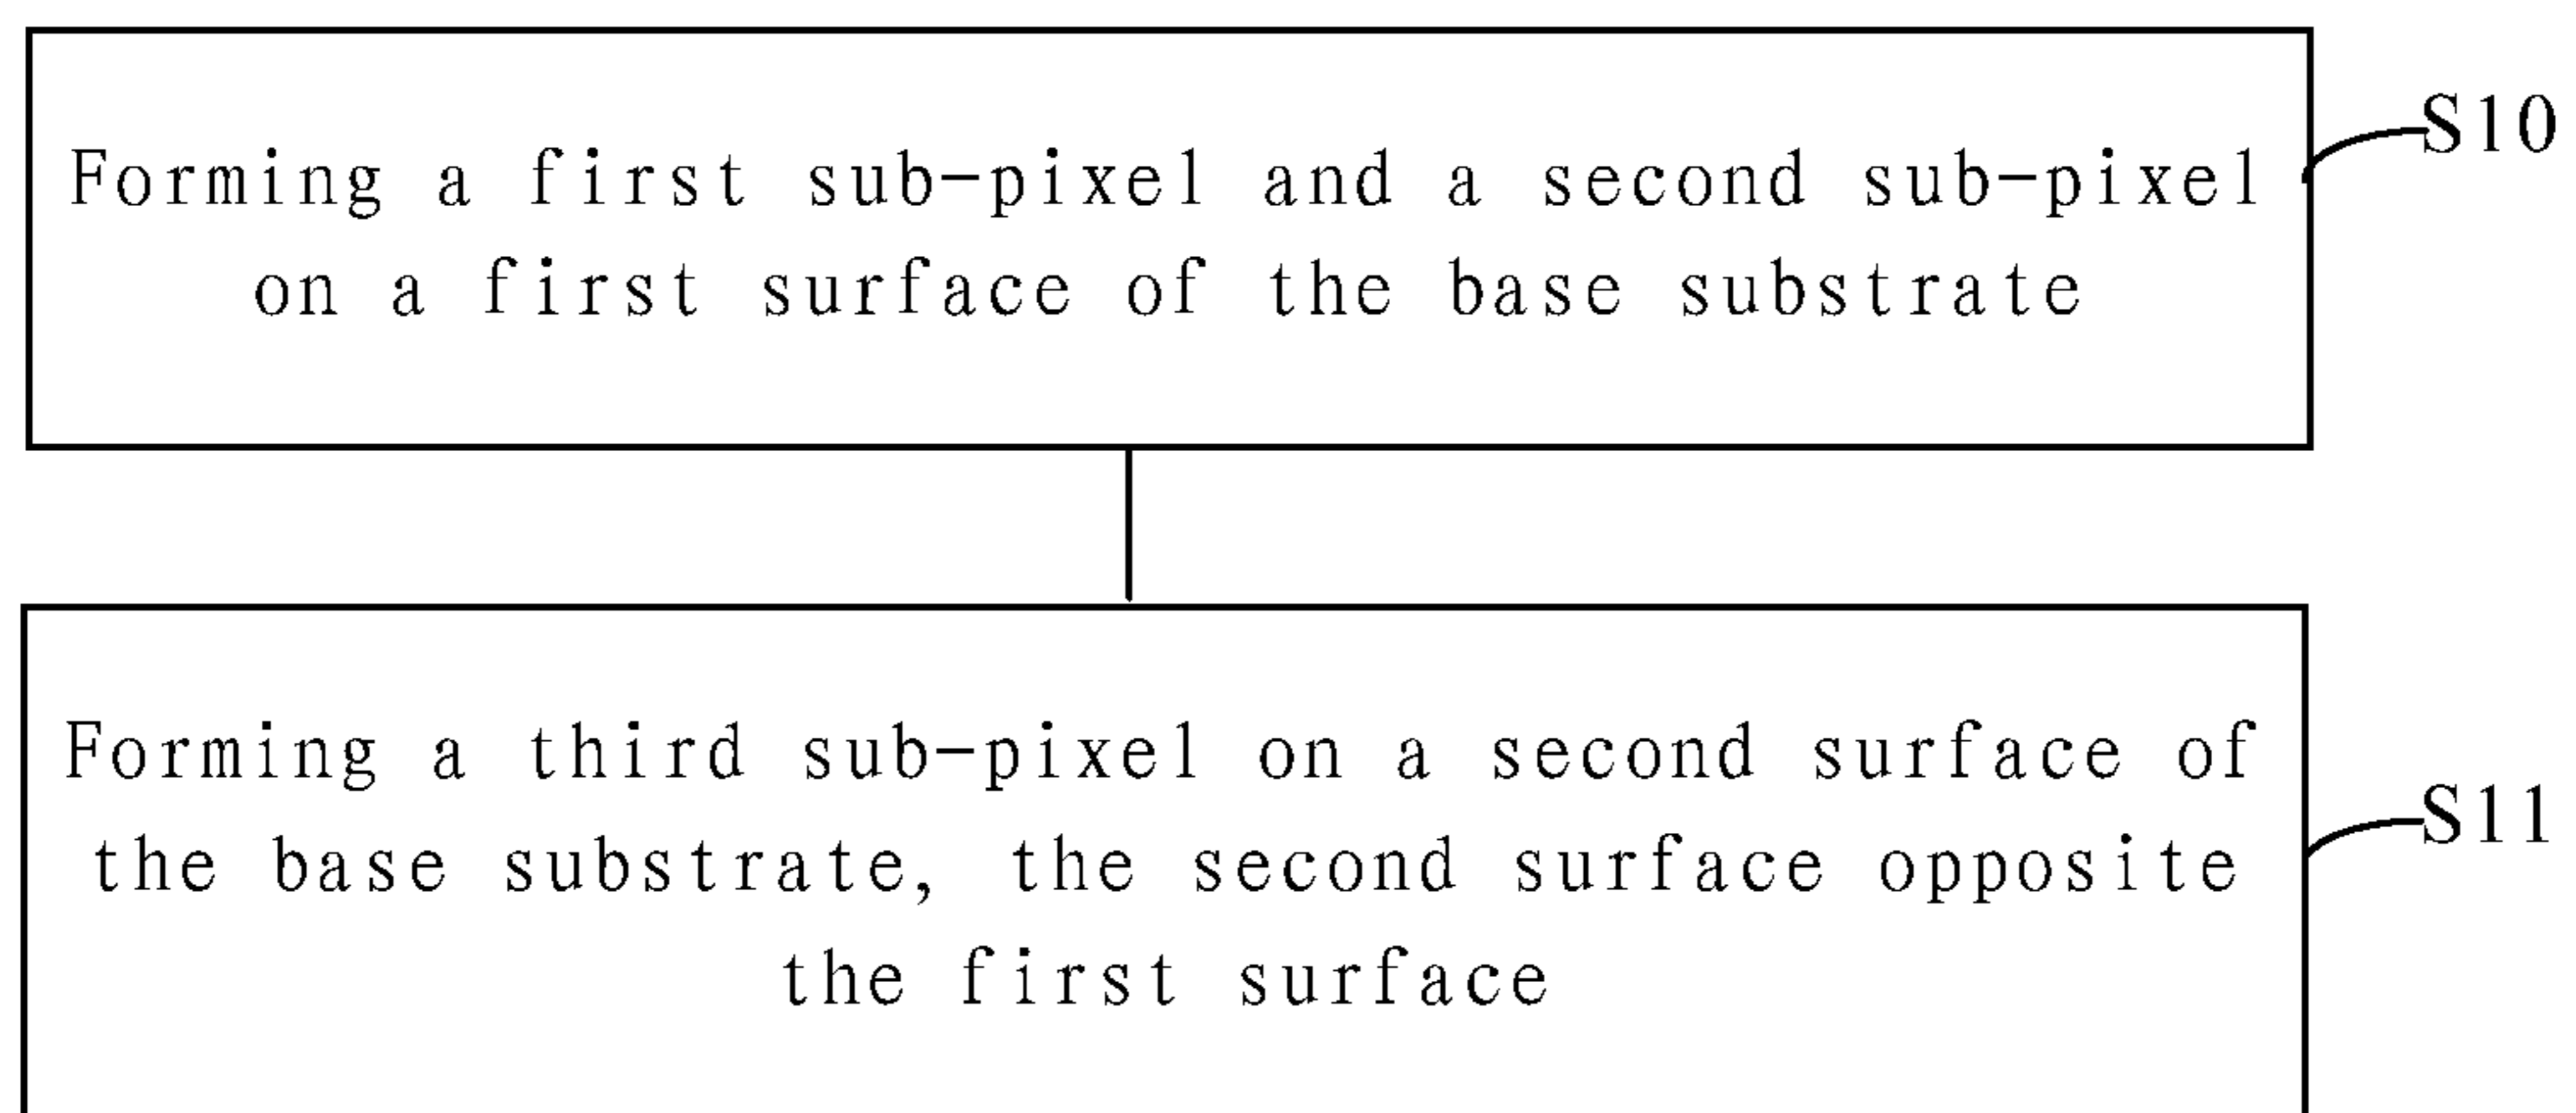 Forming a first sub-pixel and a second sub-pixel
on a first surface of the base substrate
S10
Forming a third sub-pixel on a second surface of
the base substrate, the second surface opposite
the first surface
S11